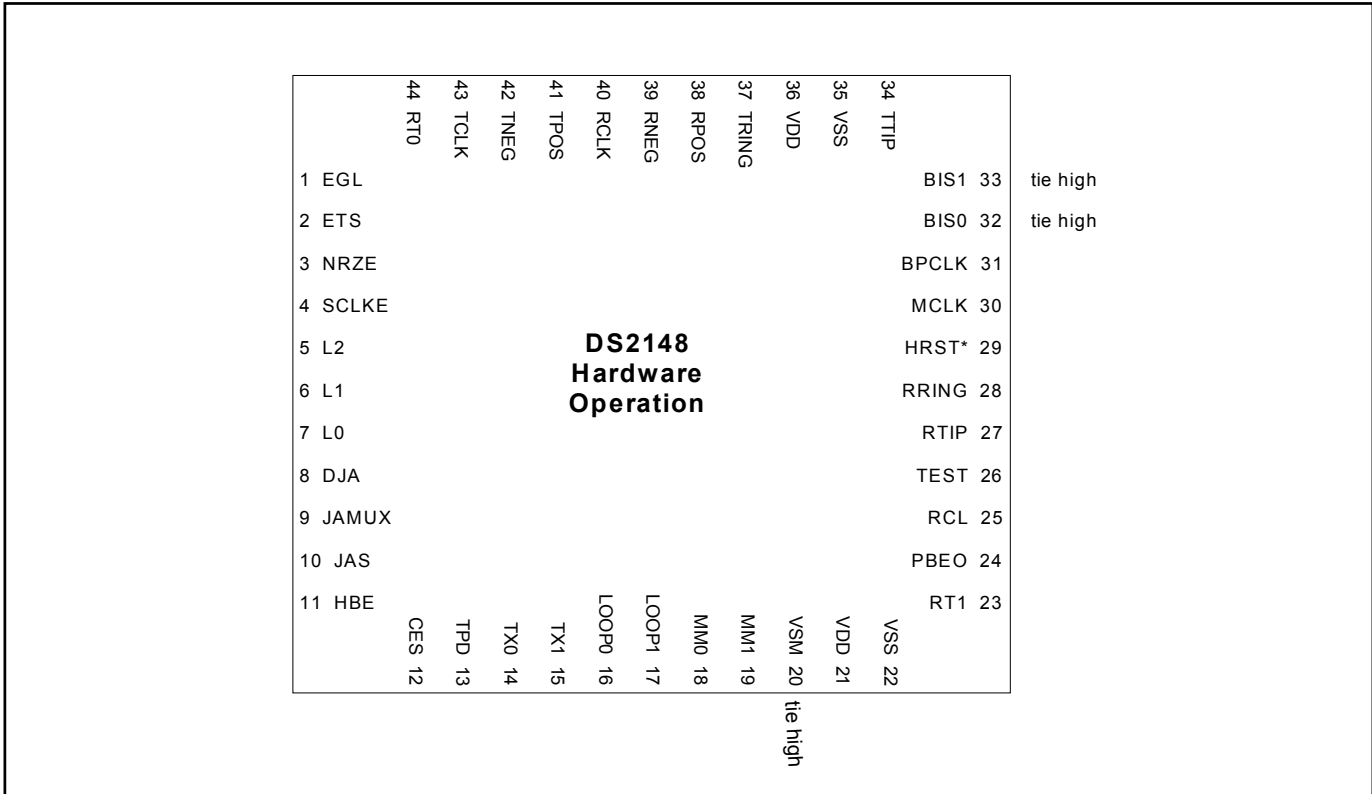 44 RT0
43 TCLK
42 TNEG
41 TPOS
40 RCLK
39 RNEG
38 RPOS
37 TRING
36 VDD
35 VSS
34 TTIP
1 EGL
2 ETS
3 NRZE
4 SCLKE
5 L2
6 L1
7 L0
8 DJA
9 JAMUX
10 JAS
11 HBE
DS2148
Hardware
Operation
BIS1 33 tie high
BIS0 32 tie high
BPCLK 31
MCLK 30
HRST* 29
RRING 28
RTIP 27
TEST 26
RCL 25
PBEO 24
RT1 23
CES 12
TPD 13
TX0 14
TX1 15
LOOP0 16
LOOP1 17
MM0 18
MM1 19
VSM 20 tie high
VDD 21
VSS 22